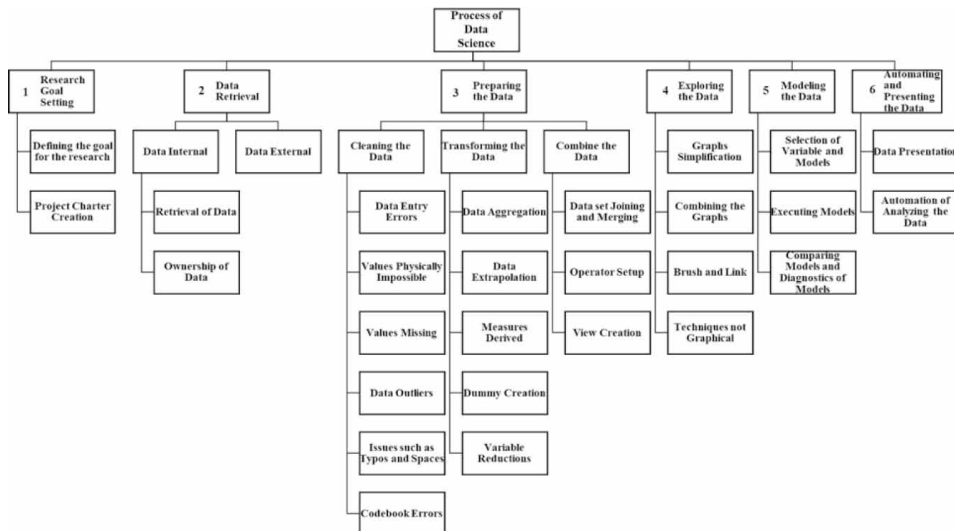 Process of
Data
Science
1 Research
Goal
Setting
2 Data
Retrieval
3 Preparing
the Data
4 Exploring
the Data
5 Modeling
the Data
6 Automating
and
Presenting
the Data
Defining the goal
for the research
Project Charter
Creation
Data Internal
Data External
Retrieval of Data
Ownership of
Data
Cleaning the
Data
Transforming the
Data
Combine the
Data
Data Entry
Errors
Values Physically
Impossible
Values Missing
Data Outliers
Issues such as
Typos and Spaces
Codebook Errors
Data Aggregation
Data
Extrapolation
Measures
Derived
Dummy Creation
Variable
Reductions
Data set Joining
and Merging
Operator Setup
View Creation
Graphs
Simplification
Combining the
Graphs
Brush and Link
Techniques not
Graphical
Selection of
Variable and
Models
Executing Models
Comparing
Models and
Diagnostics of
Models
Data Presentation
Automation of
Analyzing the
Data